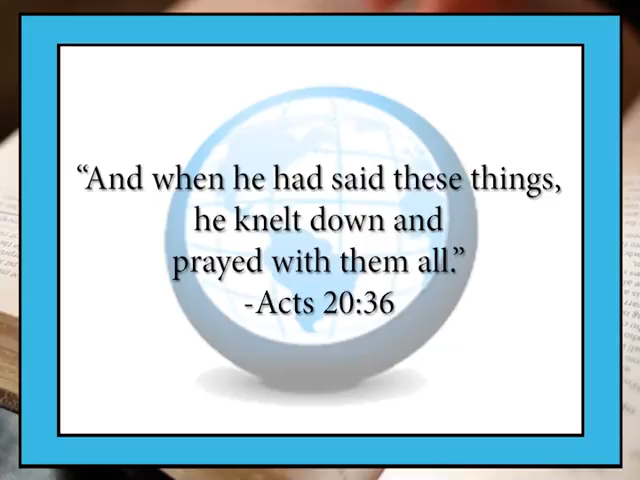 “And when he had said these things,
he knelt down and
prayed with them all.”
-Acts 20:36